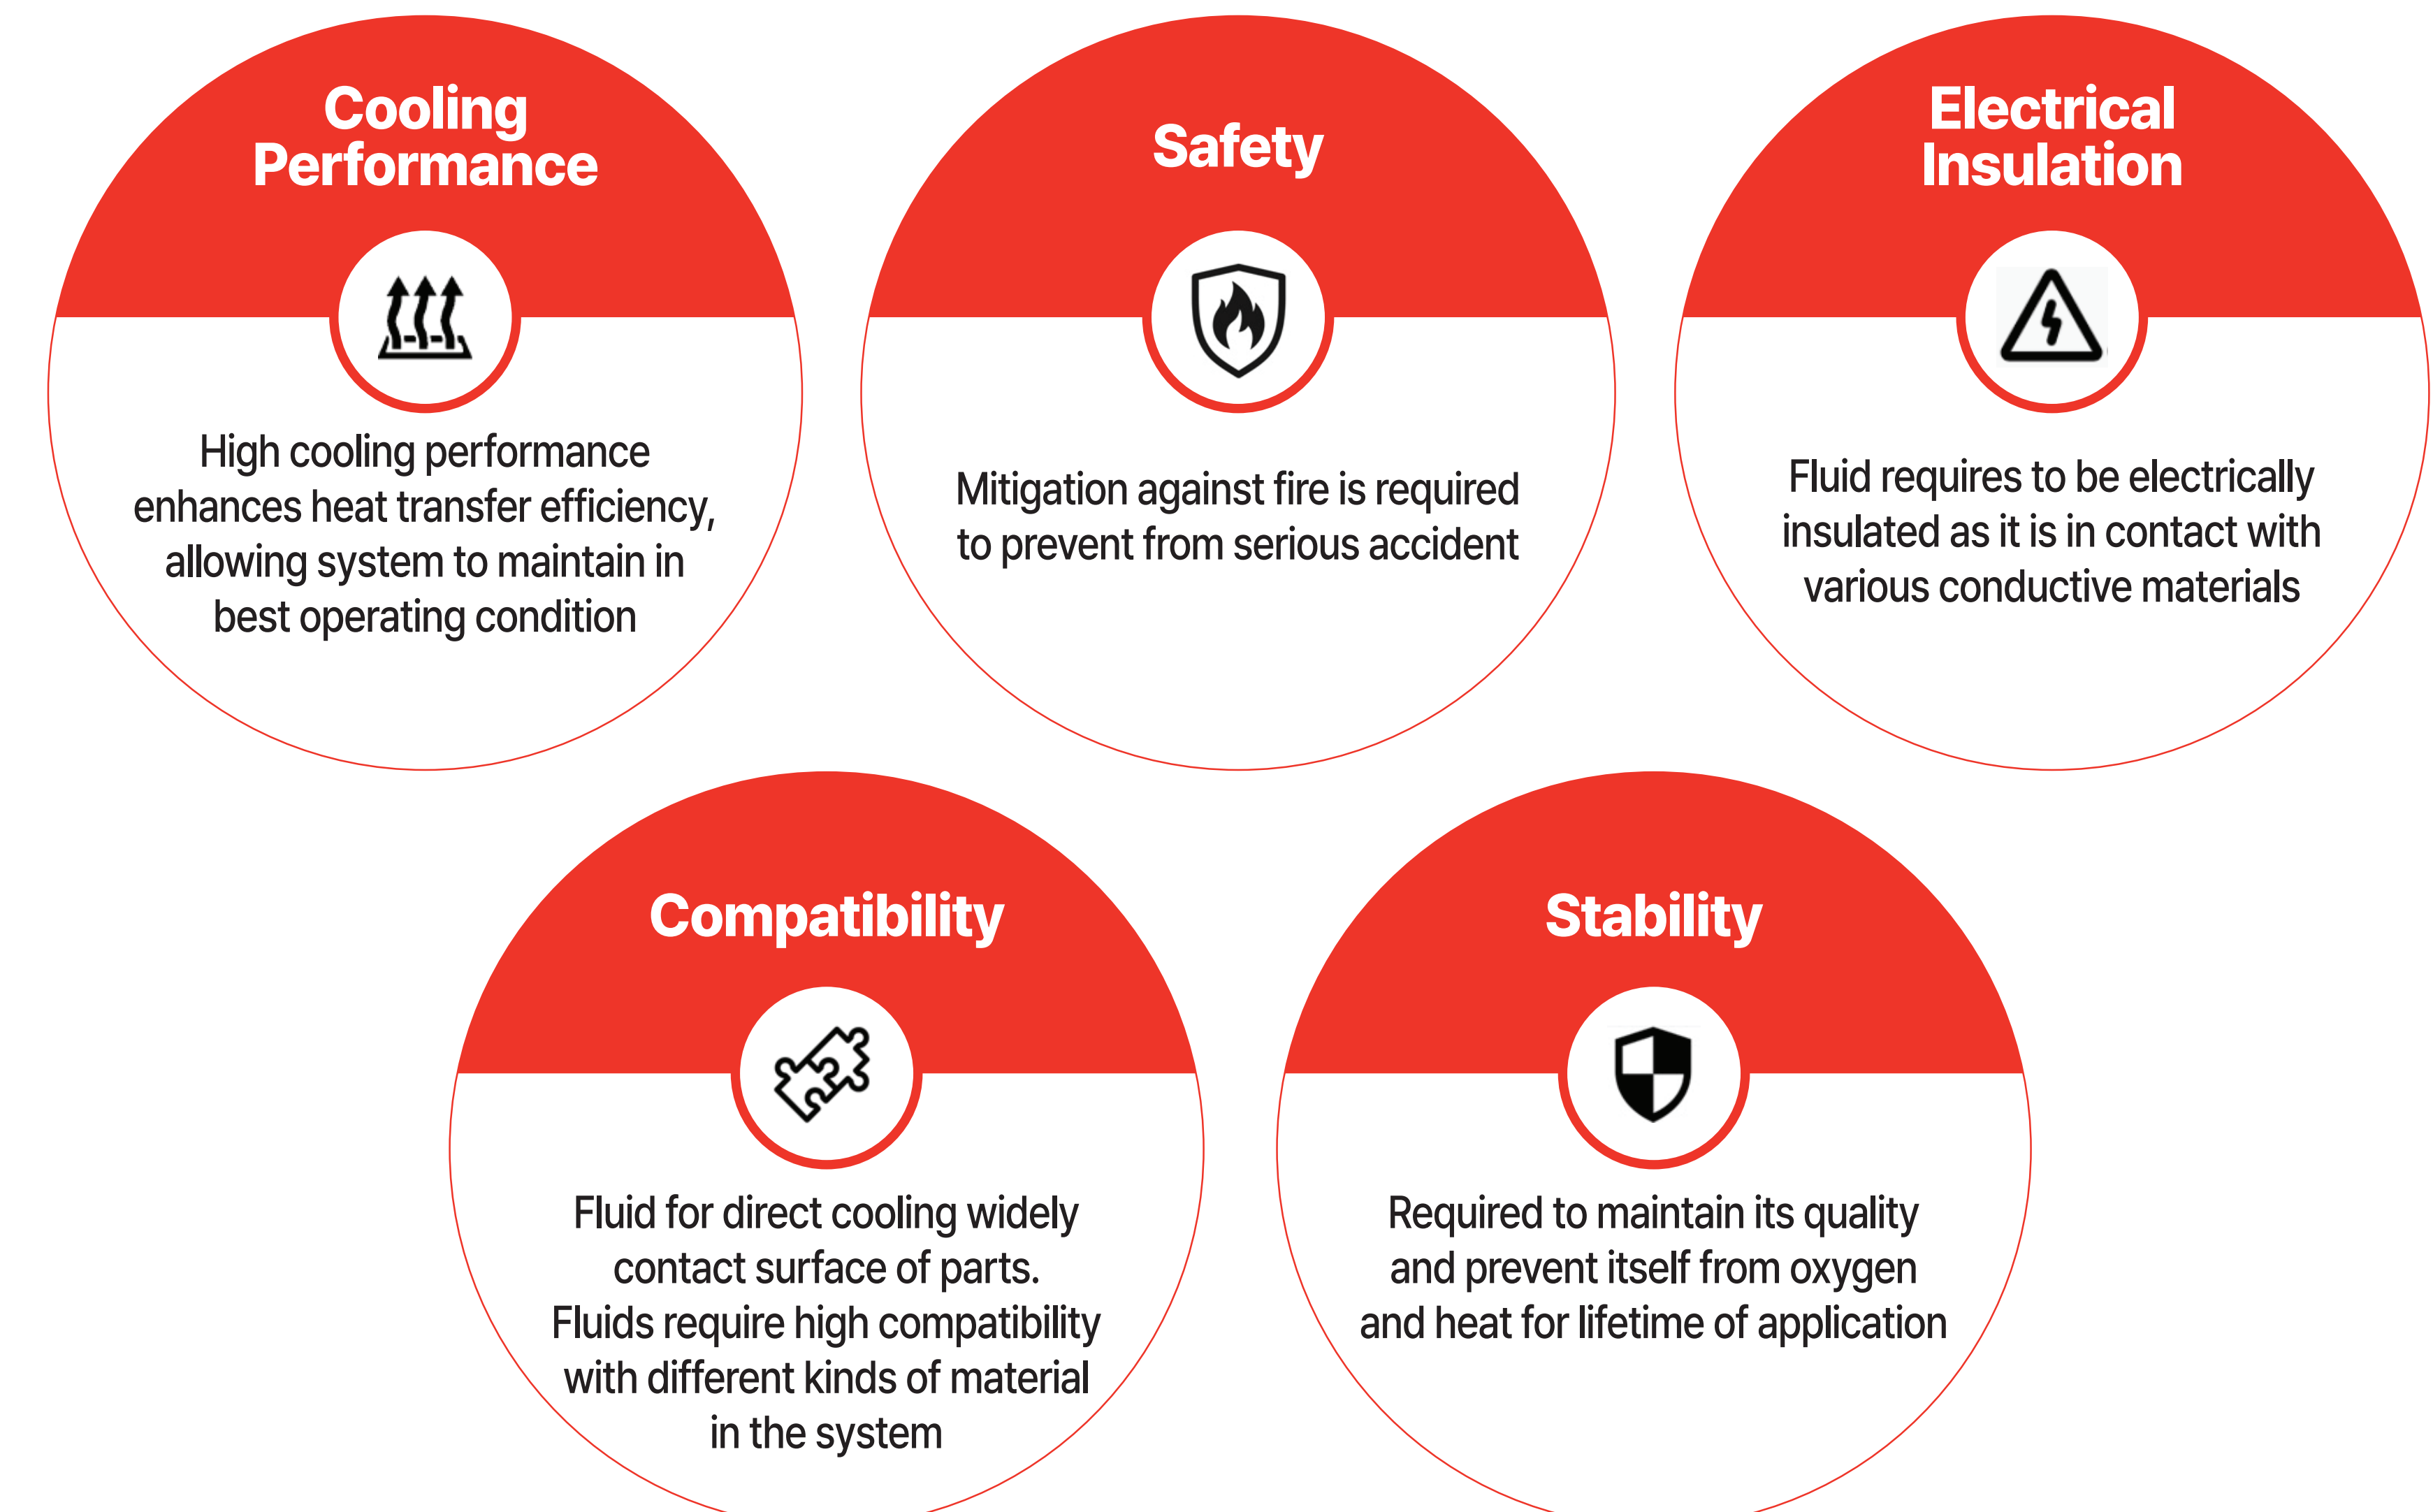 Cooling
Performance
High cooling performance
enhances heat transfer efficiency,
allowing system to maintain in
best operating condition
Safety
Mitigation against fire is required
to prevent from serious accident
Electrical
Insulation
Fluid requires to be electrically
insulated as it is in contact with
various conductive materials
Compatibility
Fluid for direct cooling widely
contact surface of parts.
Fluids require high compatibility
with different kinds of material
in the system
Stability
Required to maintain its quality
and prevent itself from oxygen
and heat for lifetime of application